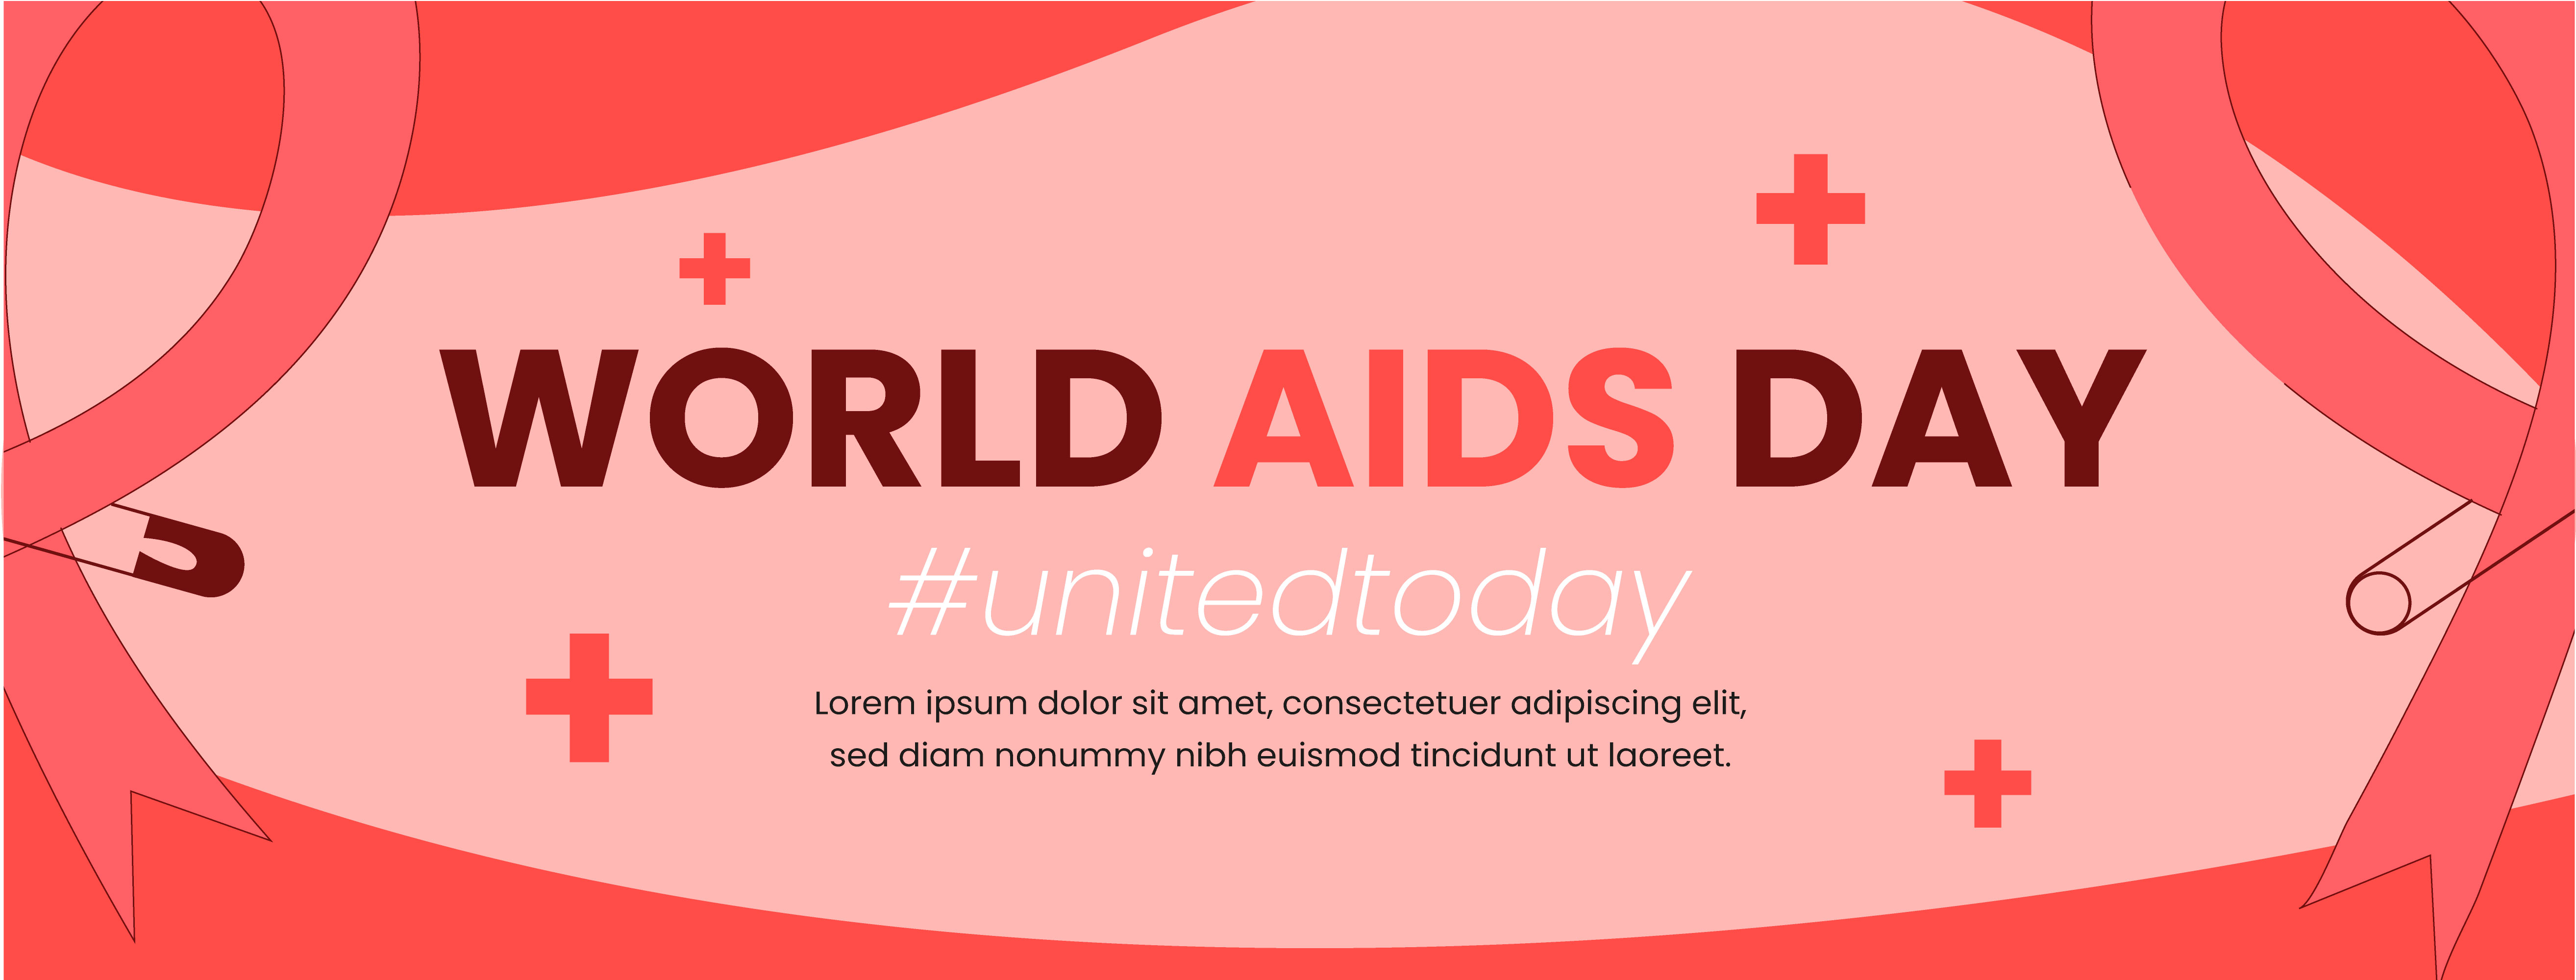 WORLD AIDS DAY
#unitedtoday
Lorem ipsum dolor sit amet, consectetuer adipiscing elit,
sed diam nonummy nibh euismod tincidunt ut laoreet.